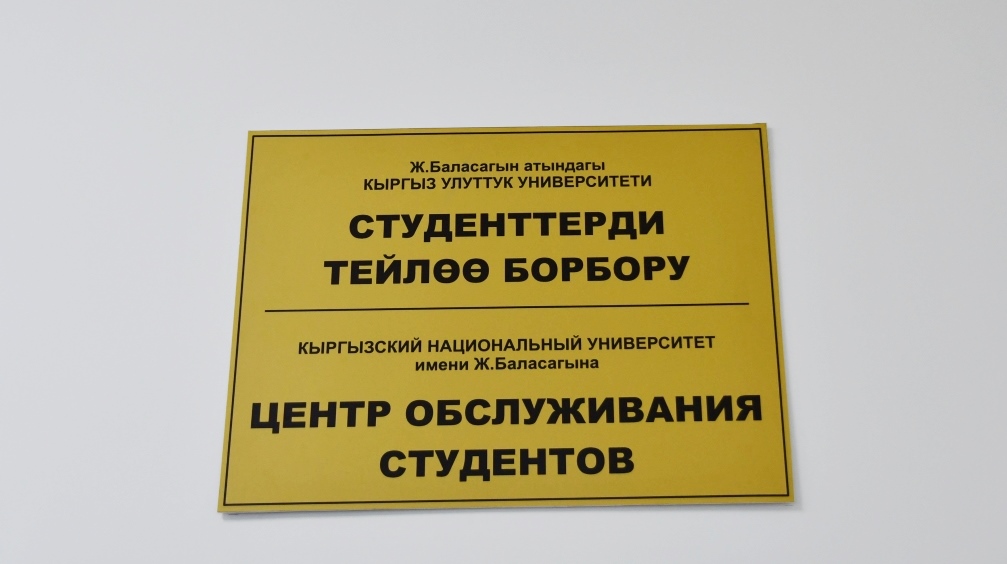 Ж.Баласагын атындагы
КЫРГЫЗ УЛУТТУК УНИВЕРСИТЕТИ
СТУДЕНТТЕРДИ
ТЕЙЛӨӨ БОРБОРУ
КЫРГЫЗСКИЙ НАЦИОНАЛЬНЫЙ УНИВЕРСИТЕТ
имени Ж.Баласагына
ЦЕНТР ОБСЛУЖИВАНИЯ
СТУДЕНТОВ